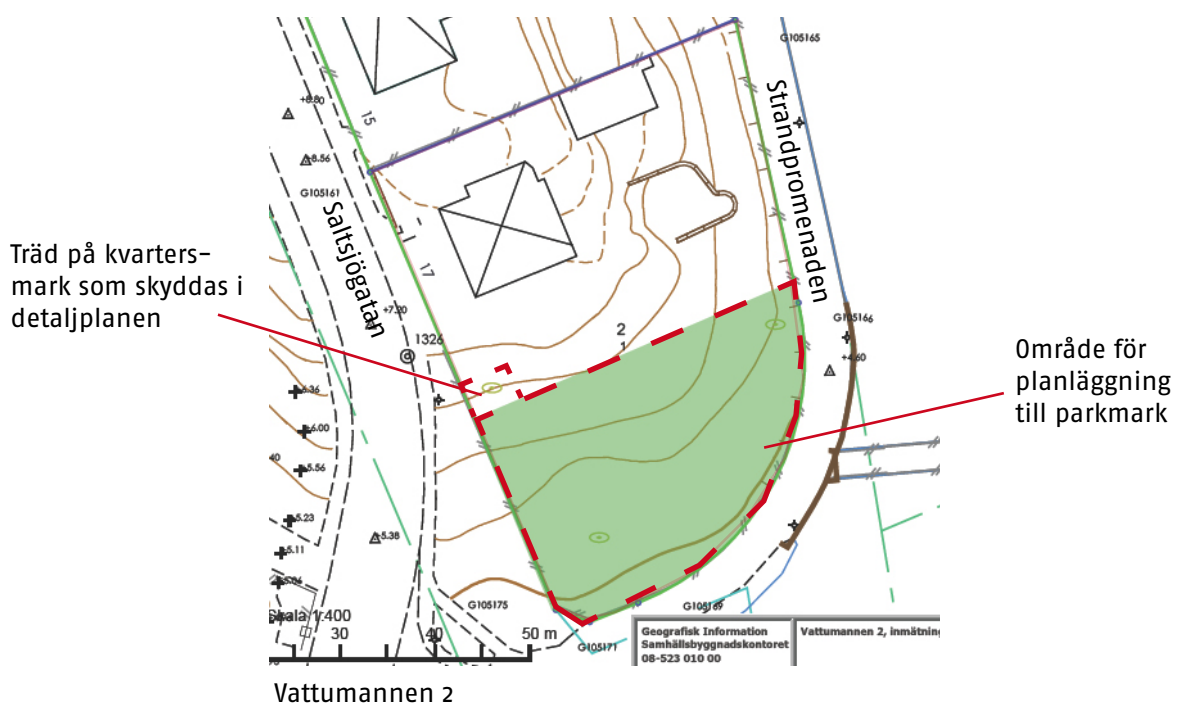 G105165
+8.80
15
+8.56
G105161
Strandpromenaden
Saltsjögatan
Träd på kvarters-
mark som skyddas i
detaljplanen
17
+7.20
1326
2
1
G105166
+4.60
Område för
planläggning
till parkmark
6.36
+6.00
40
+5.56
+5.23
+5.38
+5.11
G105175
G105169
Skala 1:400
30
40
50 m
G105171
Geografisk Information
Samhällsbyggnadskontoret
08-523 010 00
Vattumannen 2, inmätning
Vattumannen 2